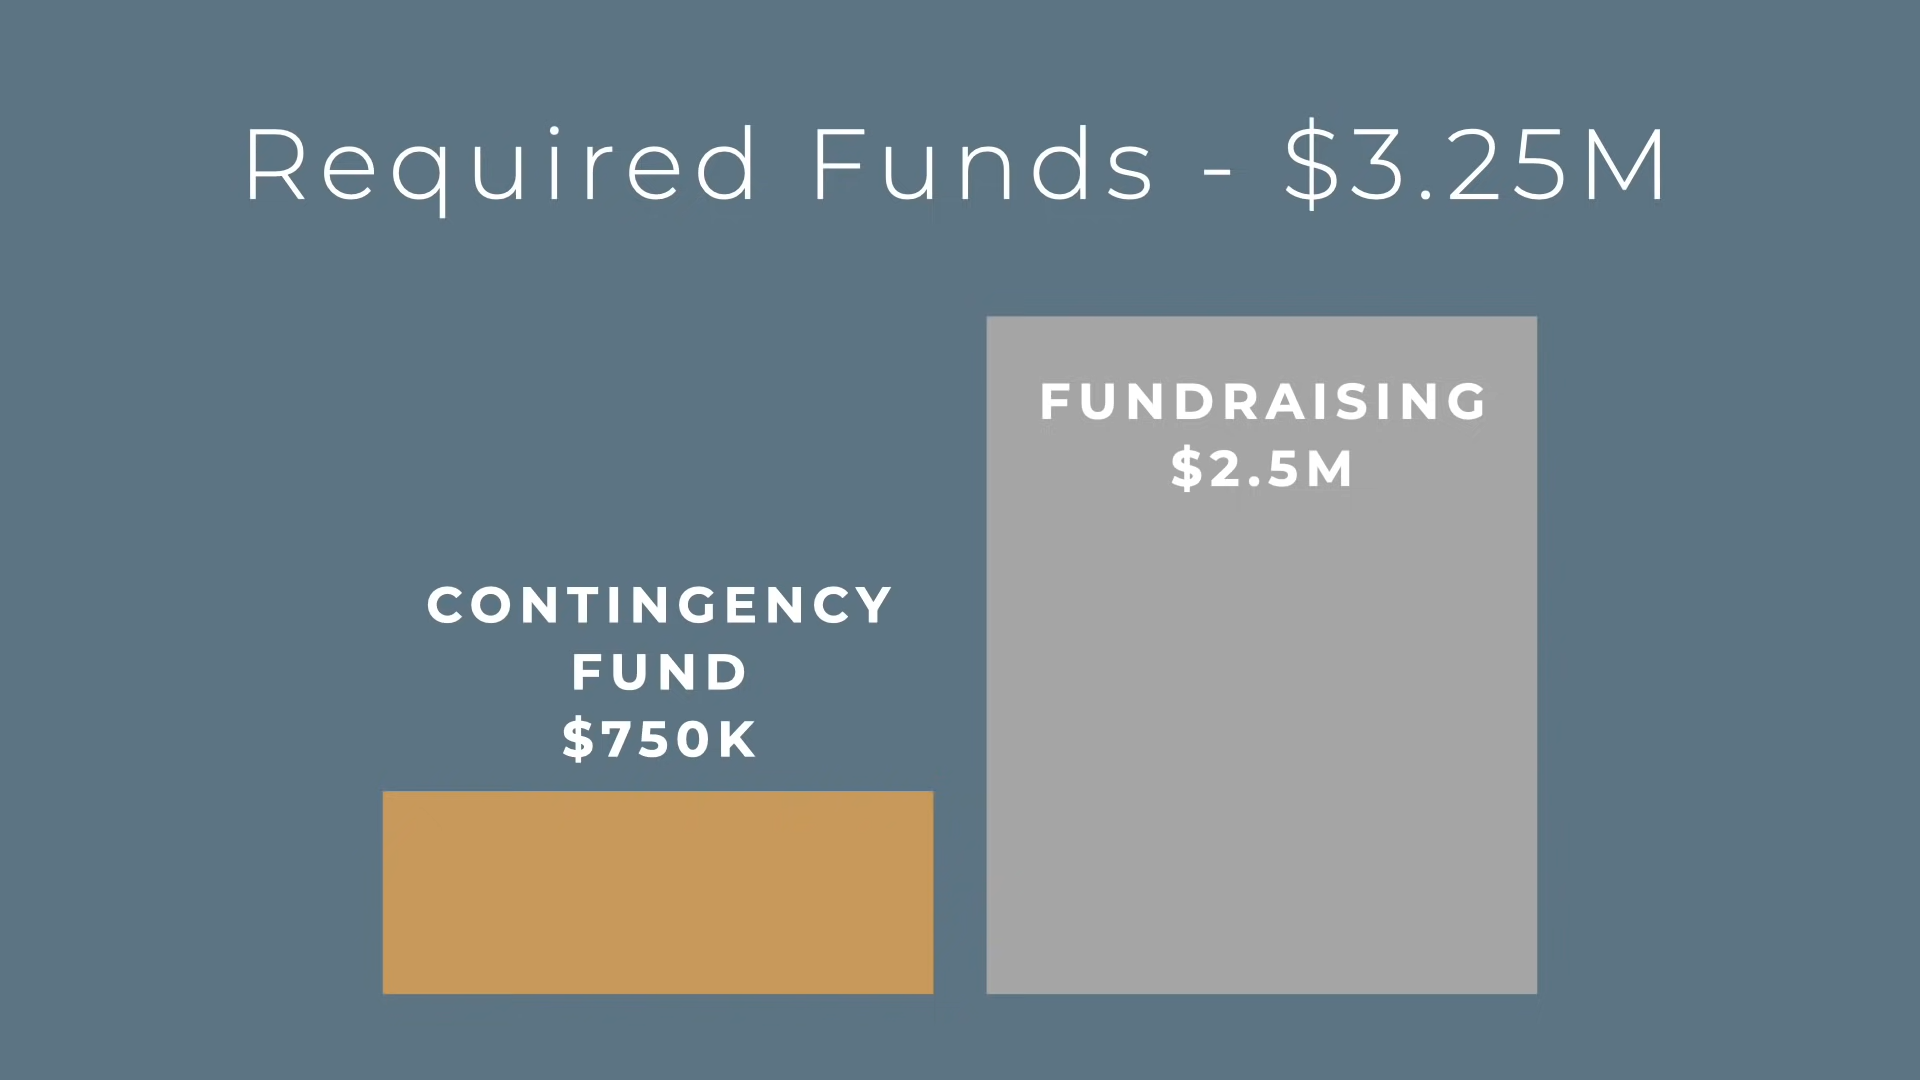 Required Funds - $3.25M
CONTINGENCY
FUND
$750K
FUNDRAISING
$2.5M